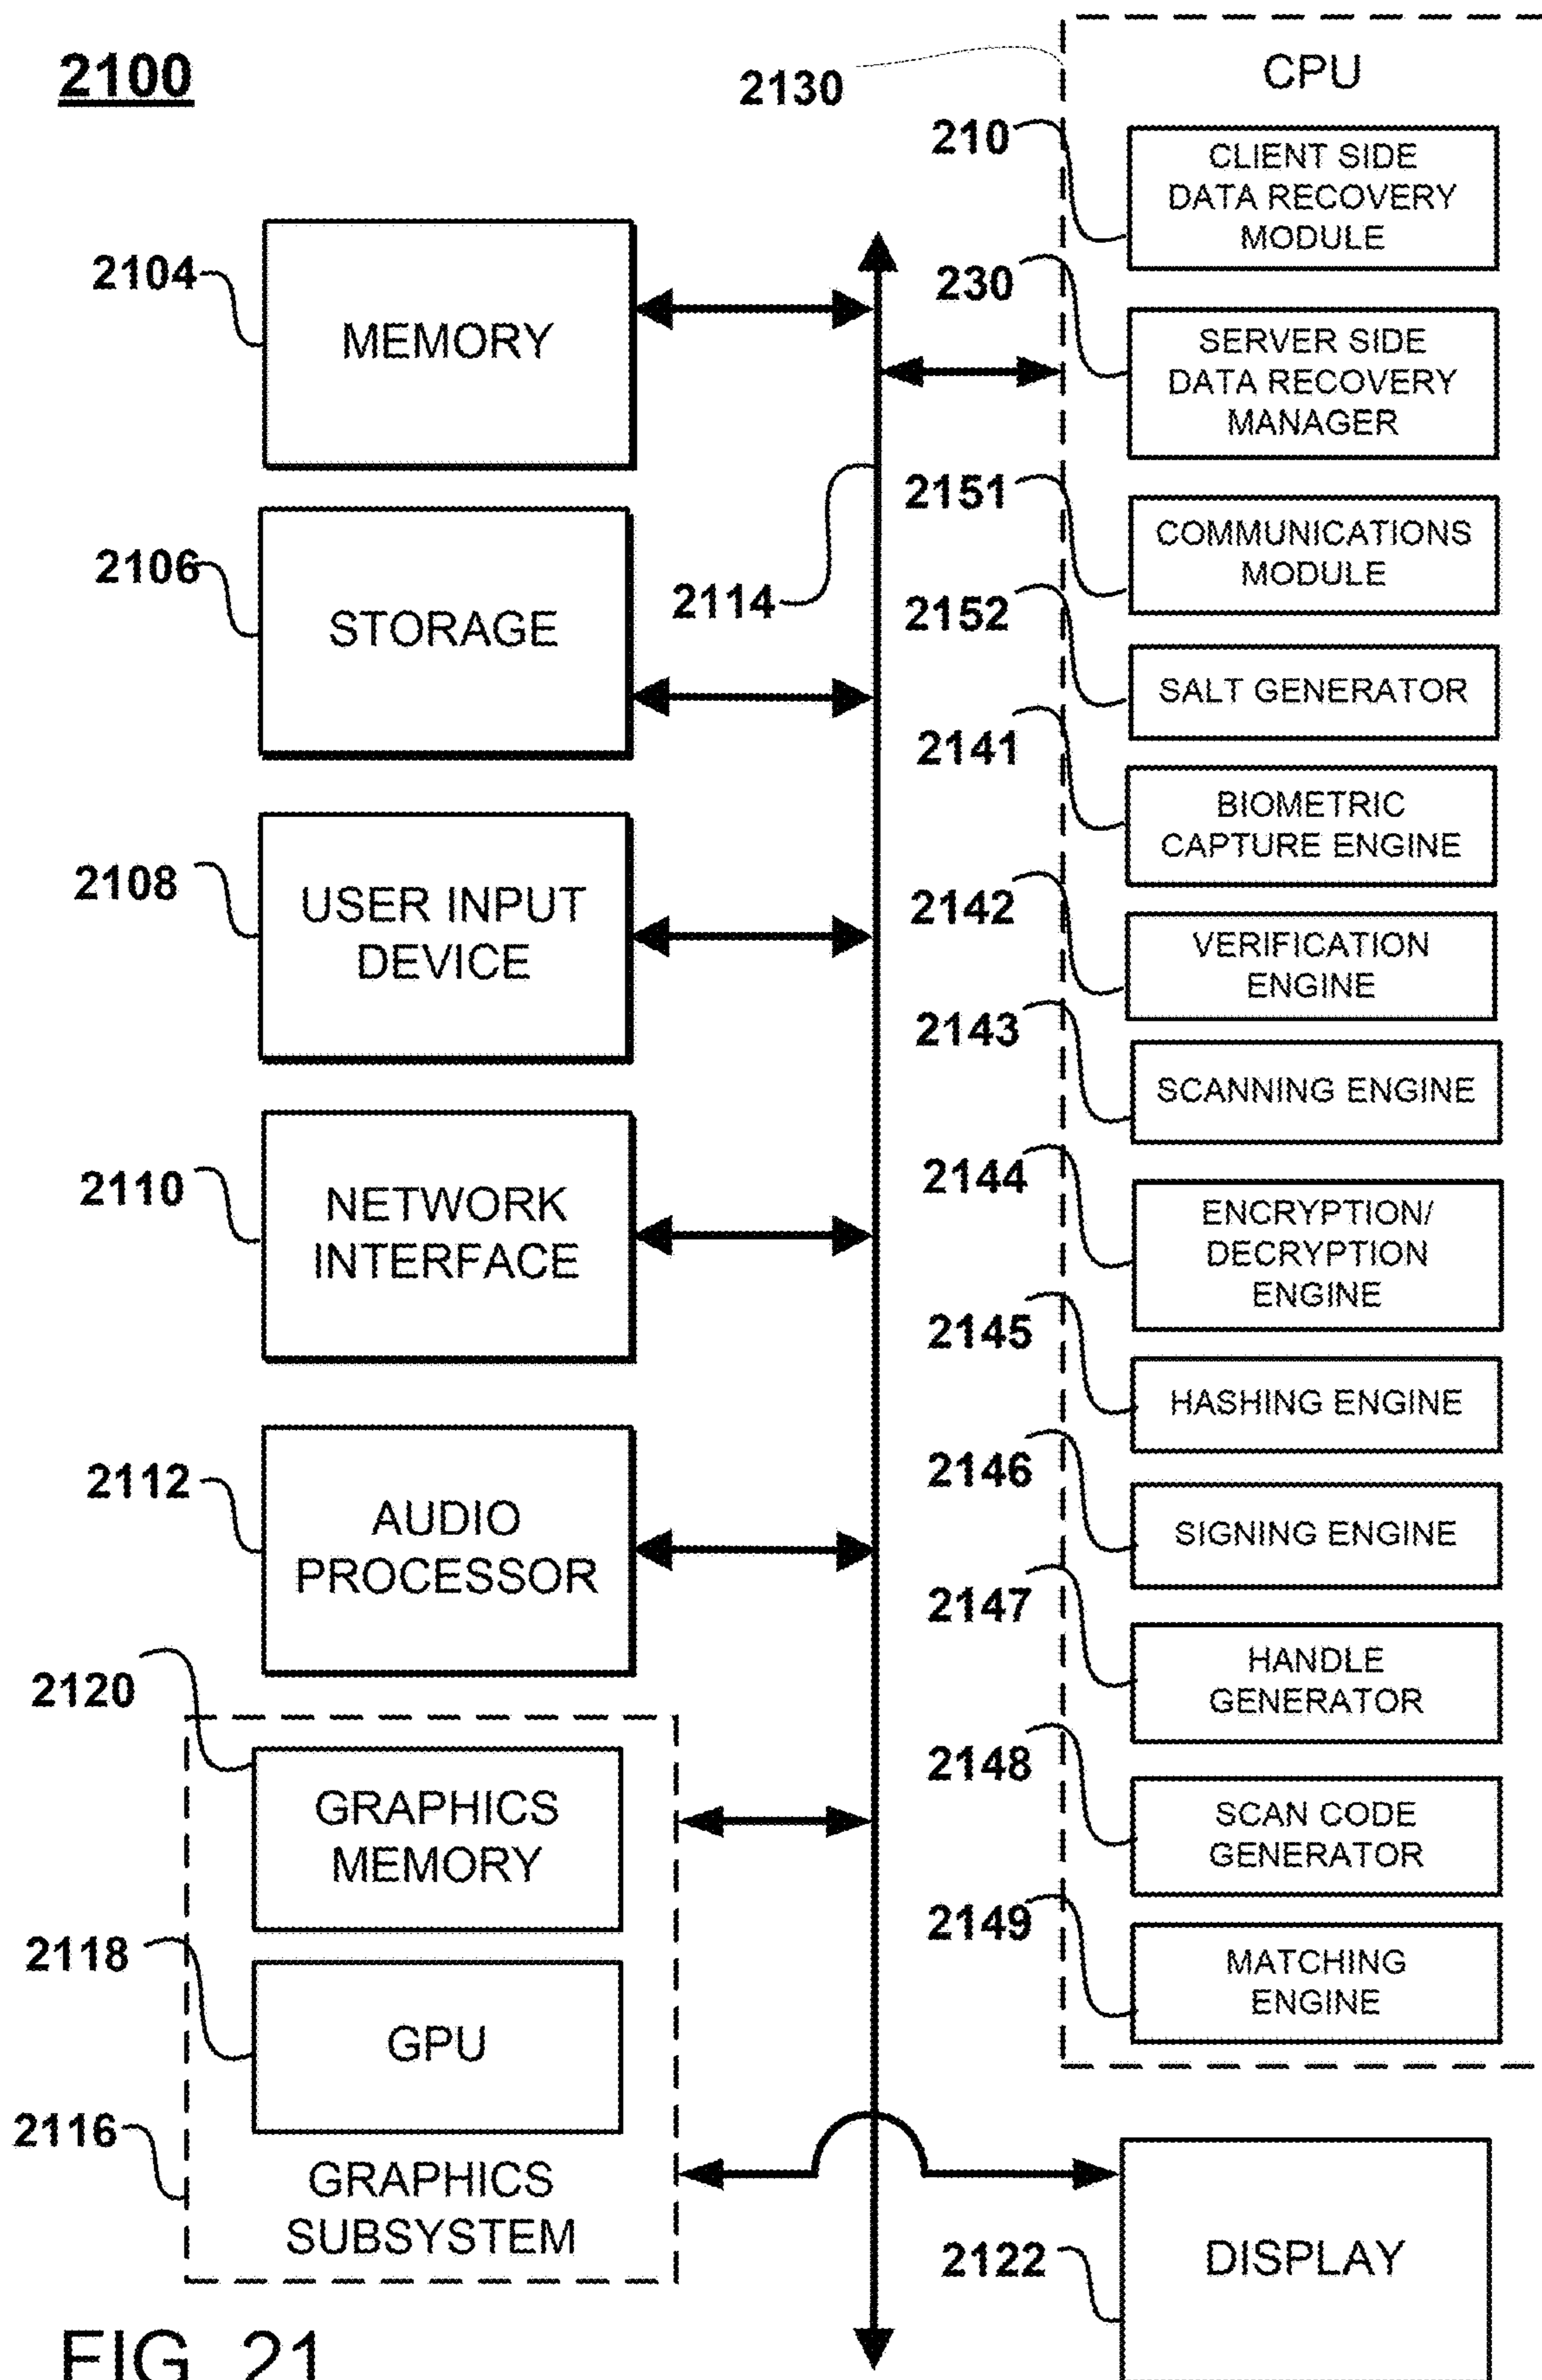 2100
2130
CPU
210
CLIENT SIDE
DATA RECOVERY
MODULE
2104
MEMORY
230
SERVER SIDE
DATA RECOVERY
MANAGER
2151
COMMUNICATIONS
MODULE
2106
STORAGE
2114
2152
SALT GENERATOR
2141
BIOMETRIC
CAPTURE ENGINE
2108
USER INPUT
DEVICE
2142
VERIFICATION
ENGINE
2143
SCANNING ENGINE
2110
NETWORK
INTERFACE
2144
ENCRYPTION/
DECRYPTION
ENGINE
2145
HASHING ENGINE
2112
AUDIO
PROCESSOR
2146
SIGNING ENGINE
2147
HANDLE
GENERATOR
2120
GRAPHICS
MEMORY
2148
SCAN CODE
GENERATOR
2118
GPU
2149
MATCHING
ENGINE
2116
GRAPHICS
SUBSYSTEM
2122
DISPLAY
FIG. 21